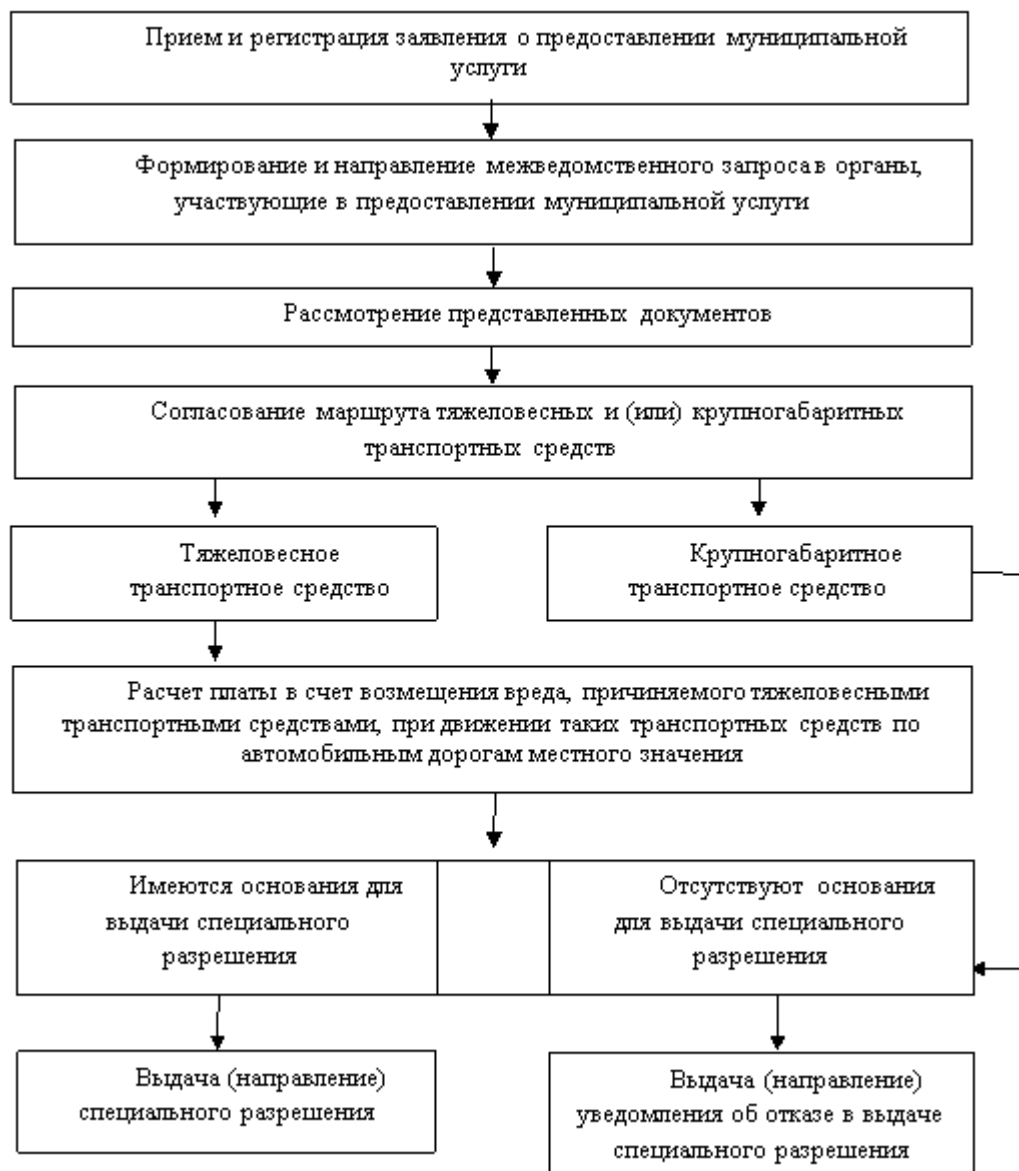 Прием и регистрация заявления о предоставлении муниципальной
услуги
Формирование и направление межведомственного запроса в органы,
участвующие в предоставлении муниципальной услуги
Рассмотрение представленных документов
Согласование маршрута тяжеловесных и (или) крупногабаритных
транспортных средств
Тяжеловесное
транспортное средство
Крупногабаритное
транспортное средство
Расчет платы в счет возмещения вреда, причиняемого тяжеловесными
транспортными средствами, при движении таких транспортных средств по
автомобильным дорогам местного значения
Имеются основания для
выдачи специального
разрешения
Отсутствуют основания
для выдачи специального
разрешения
Выдача (направление)
специального разрешения
Выдача (направление)
уведомления об отказе в выдаче
специального разрешения